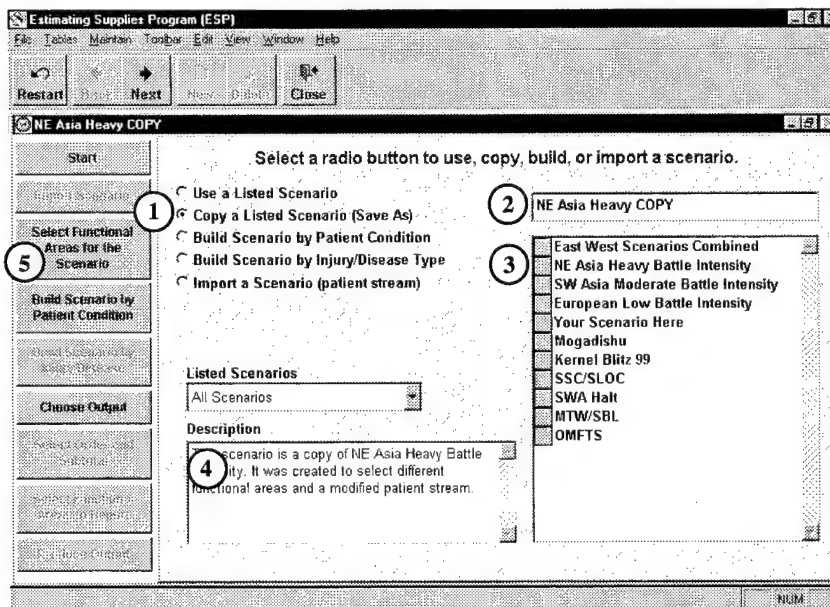 Estimating Supplies Program (ESP)
File Tables Maintain Toolbar Edit View Window Help
Restart Back Next New Close
NE Asia Heavy COPY
Start
Select a radio button to use, copy, build, or import a scenario.
Use a Listed Scenario
1
Copy a Listed Scenario (Save As)
Build Scenario by Patient Condition
Build Scenario by Injury/Disease Type
Import a Scenario (patient stream)
2
NE Asia Heavy COPY
Select Functional
Areas for the
Scenario
5
Build Scenario by
Patient Condition
3
East West Scenarios Combined
NE Asia Heavy Battle Intensity
SW Asia Moderate Battle Intensity
European Low Battle Intensity
Your Scenario Here
Mogadishu
Kernel Blitz 99
SSC/SLOC
SWA Halt
MTW/SBL
OMFTS
Listed Scenarios
All Scenarios
Choose Output
Description
scenario is a copy of NE Asia Heavy Battle
It was created to select different
functional areas and a modified patient stream.
4
NUM